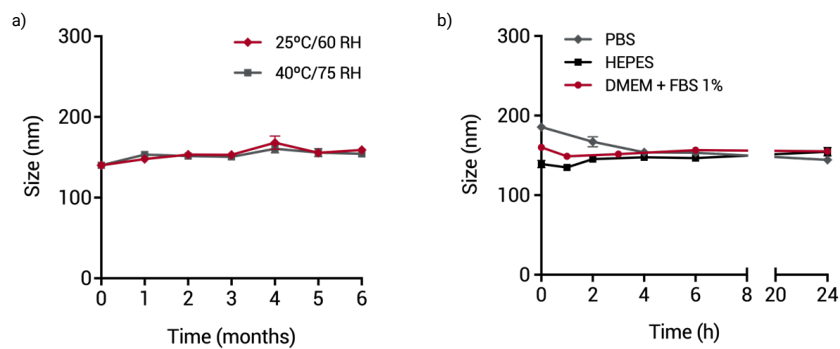 a)
300
200
100
0
Size (nm)
0 1 2 3 4 5 6
Time (months)
25ºC/60 RH
40ºC/75 RH
b)
300
200
100
0
Size (nm)
0 2 4 6 8 20 24
Time (h)
PBS
HEPES
DMEM + FBS 1%